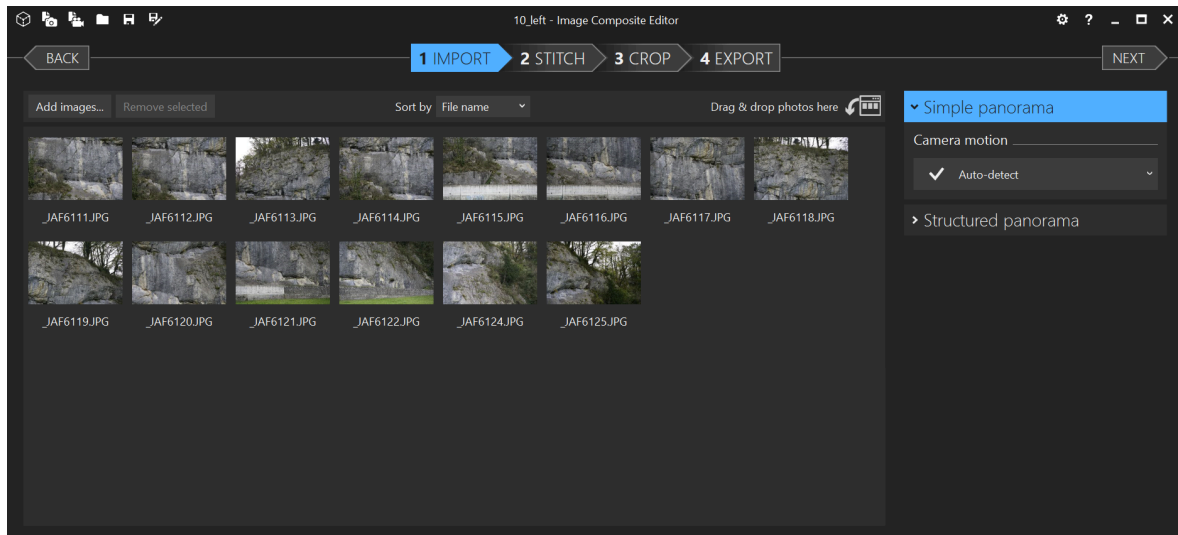 10_left - Image Composite Editor
?
BACK
1 IMPORT
2 STITCH
3 CROP
4 EXPORT
NEXT
Add images...
Remove selected
Sort by
File name
Drag & drop photos here
Simple panorama
Camera motion
Auto-detect
Structured panorama
_JAF6111.JPG
_JAF6112.JPG
_JAF6113.JPG
_JAF6114.JPG
_JAF6115.JPG
_JAF6116.JPG
_JAF6117.JPG
_JAF6118.JPG
_JAF6119.JPG
_JAF6120.JPG
_JAF6121.JPG
_JAF6122.JPG
_JAF6124.JPG
_JAF6125.JPG